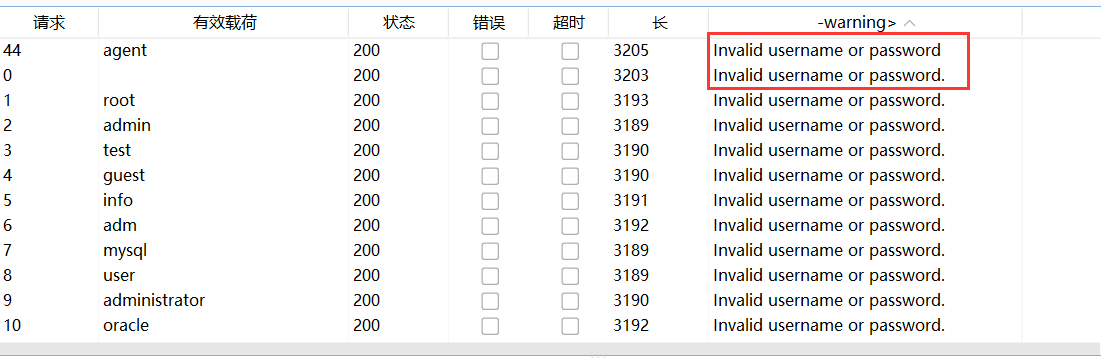 请求 有效载荷 状态 错误 超时 长 -warning>
44 agent 200 3205 Invalid username or password
0 200 3203 Invalid username or password.
1 root 200 3193 Invalid username or password.
2 admin 200 3189 Invalid username or password.
3 test 200 3190 Invalid username or password.
4 guest 200 3190 Invalid username or password.
5 info 200 3191 Invalid username or password.
6 adm 200 3192 Invalid username or password.
7 mysql 200 3189 Invalid username or password.
8 user 200 3189 Invalid username or password.
9 administrator 200 3190 Invalid username or password.
10 oracle 200 3192 Invalid username or password.